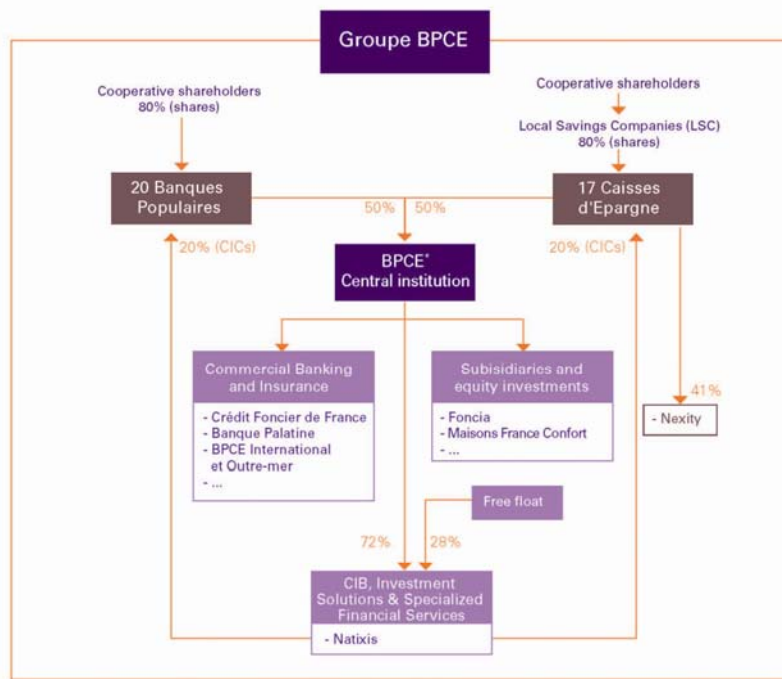 Groupe BPCE
Cooperative shareholders
80% (shares)
Cooperative shareholders
Local Savings Companies (LSC)
80% (shares)
20 Banques
Populaires
17 Caisses
d'Epargne
50%
50%
20% (CICs)
20% (CICs)
BPCE*
Central institution
Commercial Banking
and Insurance
- Crédit Foncier de France
- Banque Palatine
- BPCE International
et Outre-mer
- ...
Subisidiaries and
equity investments
- Foncia
- Maisons France Confort
- ...
41%
- Nexity
Free float
72%
28%
CIB, Investment
Solutions & Specialized
Financial Services
- Natixis